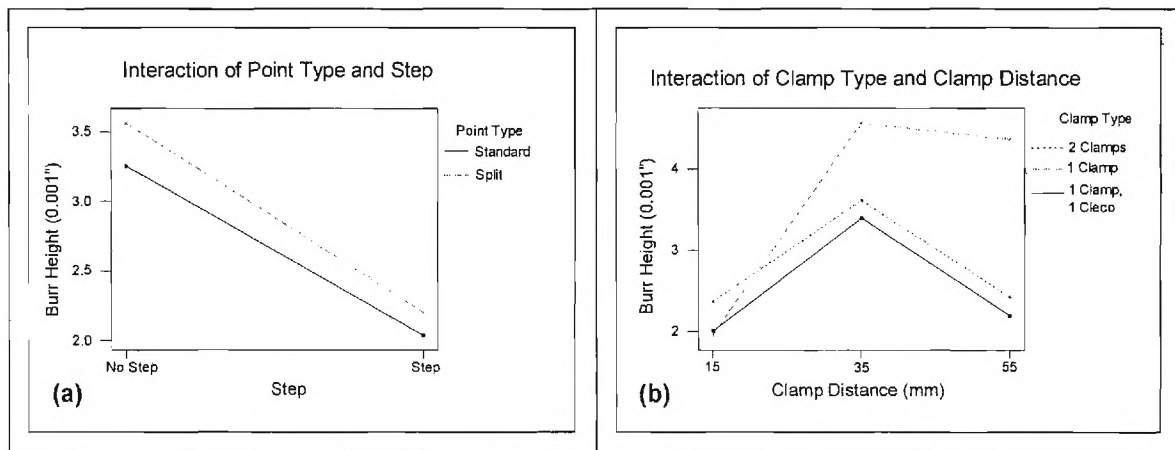 Interaction of Point Type and Step
Burr Height (0.001")
3.5
3.0
2.5
2.0
No Step
Step
Step
Point Type
Standard
Split
(a)
Interaction of Clamp Type and Clamp Distance
Burr Height (0.001")
4
3
2
15
35
55
Clamp Distance (mm)
Clamp Type
2 Clamps
1 Clamp
1 Clamp,
1 Cleco
(b)